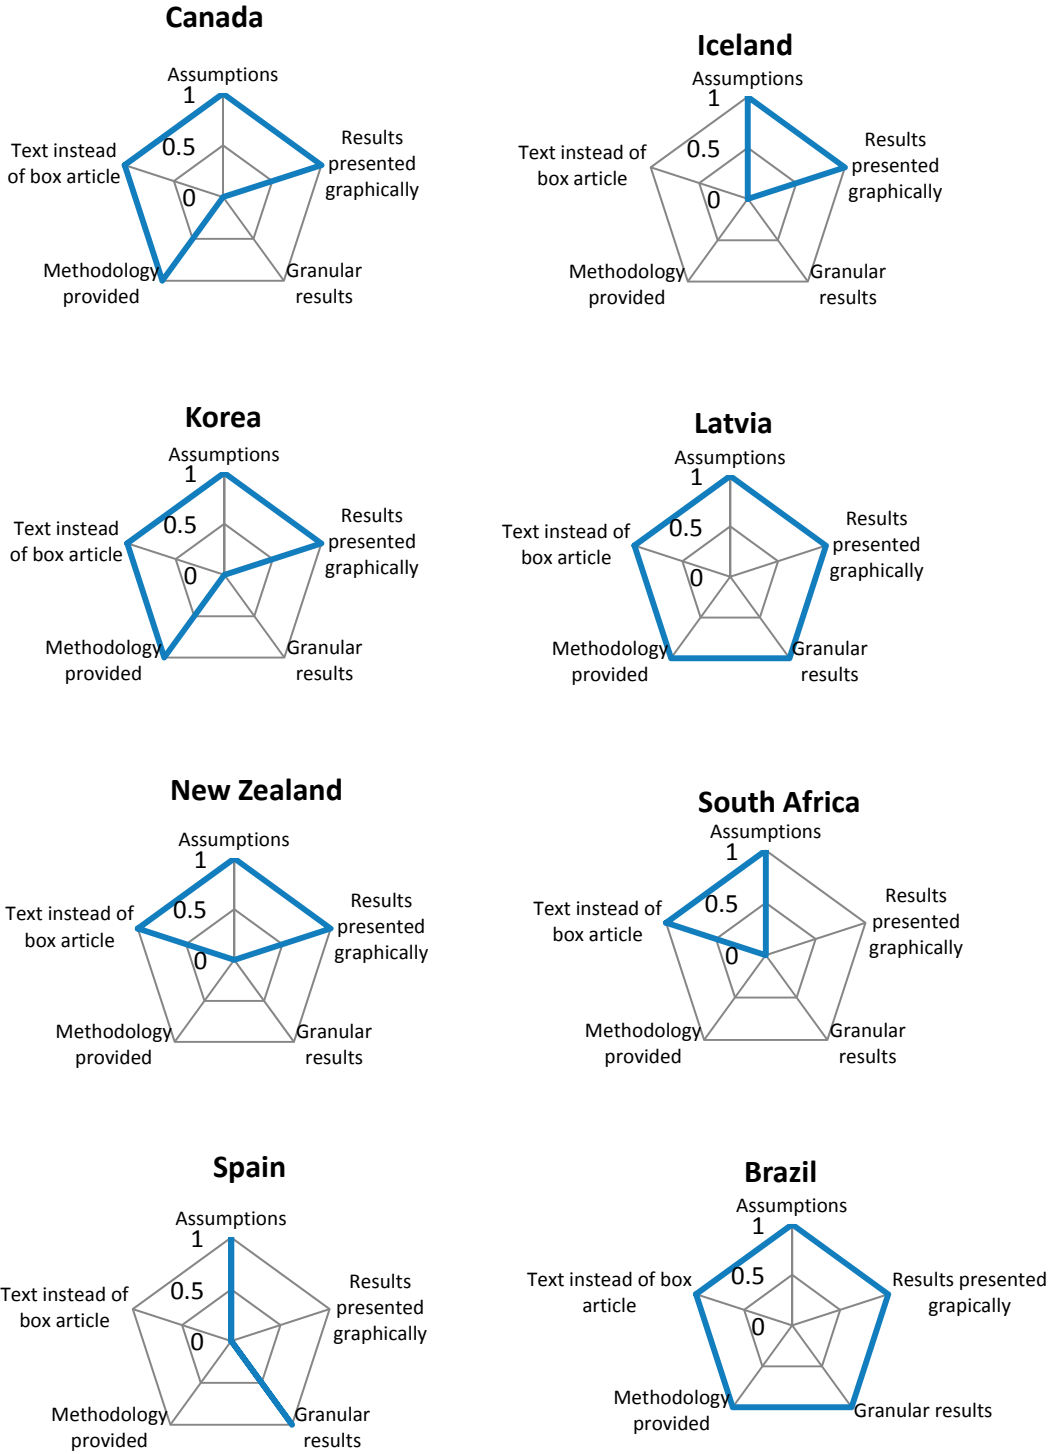 Canada
Assumptions
1
0.5
0
Results
presented
graphically
Granular
results
Methodology
provided
Text instead
of box article
Iceland
Assumptions
1
0.5
0
Results
presented
graphically
Granular
results
Methodology
provided
Text instead of
box article
Korea
Assumptions
1
0.5
0
Results
presented
graphically
Granular
results
Methodology
provided
Text instead
of box article
Latvia
Assumptions
1
0.5
0
Results
presented
graphically
Granular
results
Methodology
provided
Text instead of
box article
New Zealand
Assumptions
1
0.5
0
Results
presented
graphically
Granular
results
Methodology
provided
Text instead of
box article
South Africa
Assumptions
1
0.5
0
Results
presented
graphically
Granular
results
Methodology
provided
Text instead of
box article
Spain
Assumptions
1
0.5
0
Results
presented
graphically
Granular
results
Methodology
provided
Text instead of
box article
Brazil
Assumptions
1
0.5
0
Results presented
grapically
Granular results
Methodology
provided
Text instead of box
article